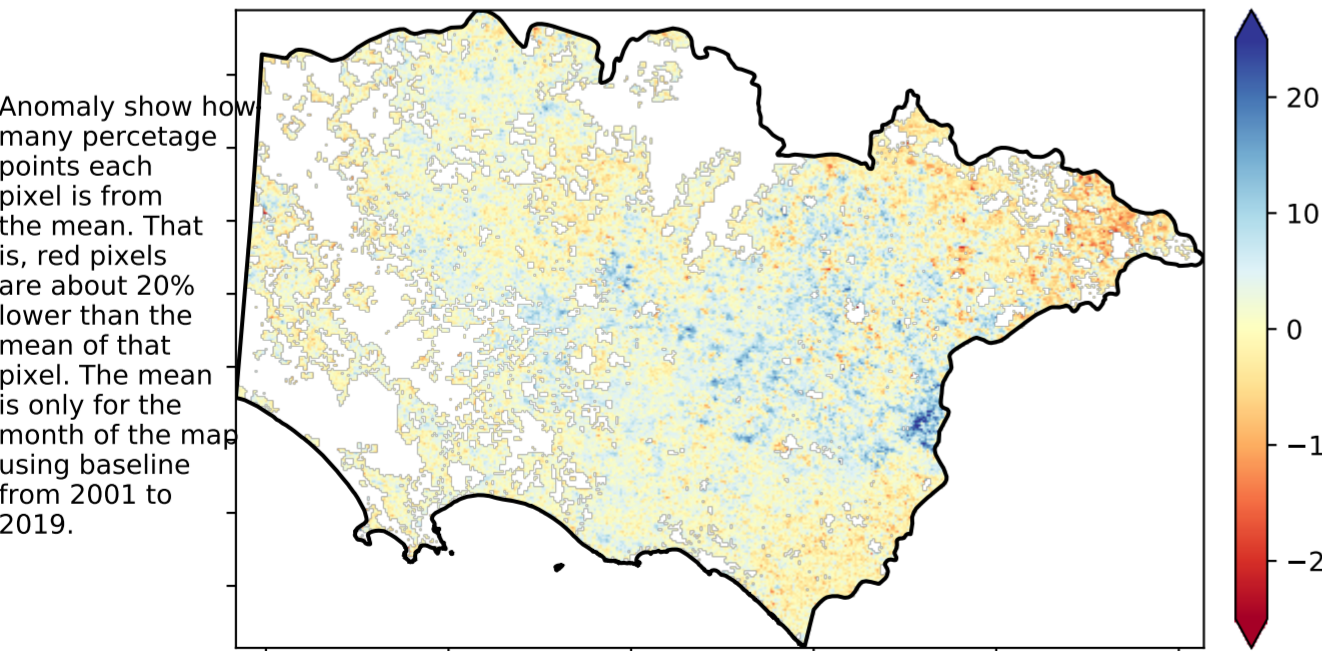 Anomaly show how
many percetage
points each
pixel is from
the mean. That
is, red pixels
are about 20%
lower than the
mean of that
pixel. The mean
is only for the
month of the map
using baseline
from 2001 to
2019.
20
10
0
−1
−2